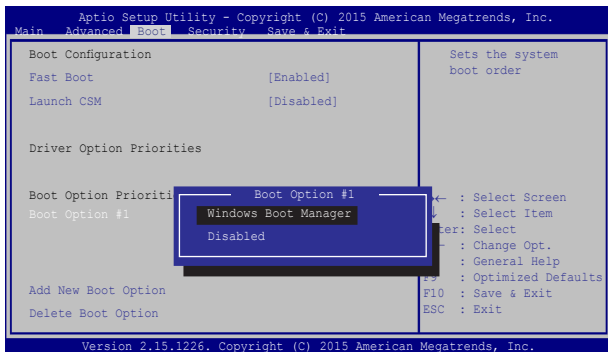 Aptio Setup Utility - Copyright (C) 2015 American Megatrends, Inc.
Main Advanced Boot Security Save & Exit
Boot Configuration
Fast Boot [Enabled]
Launch CSM [Disabled]
Driver Option Priorities
Boot Option Prioriti
Boot Option #1
Boot Option #1
Windows Boot Manager
Disabled
Add New Boot Option
Delete Boot Option
Sets the system
boot order
← : Select Screen
: Select Item
ter: Select
: Change Opt.
: General Help
F9 : Optimized Defaults
F10 : Save & Exit
ESC : Exit
Version 2.15.1226. Copyright (C) 2015 American Megatrends, Inc.